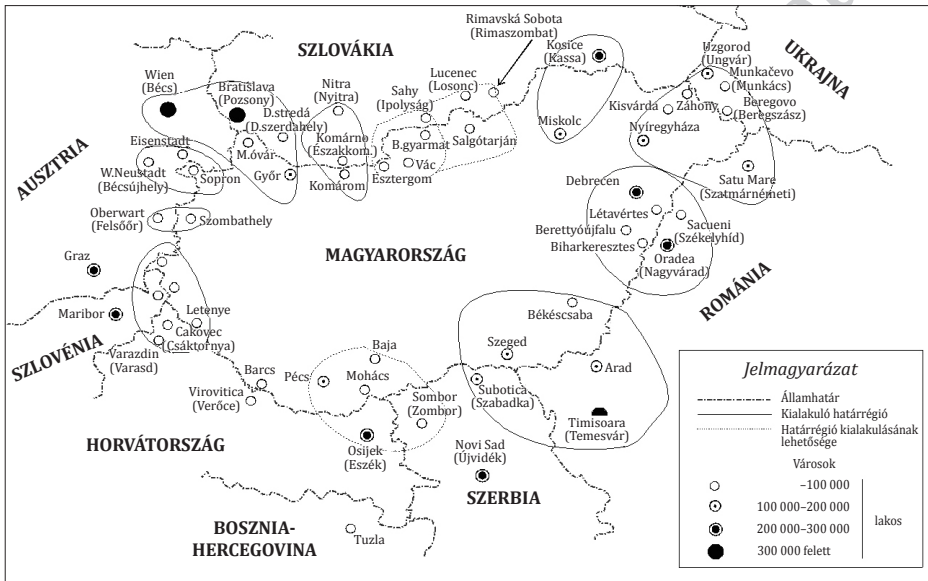 Rimavská Sobota
(Rimaszombat)
SZLOVÁKIA
Kosice
(Kassa)
Uzgorod
(Ungvár)
UKRAJNA
Wien
(Bécs)
Bratislava
(Pozsony)
Nitra
(Nyitra)
Lucenec
(Losonc)
Sahy
(Ipolyság)
Munkačevo
(Munkács)
D.stredá
(D.szerdahely)
Kisvárda
Záhony
Beregovo
(Beregszász)
Komárno
(Északkom.)
Miskolc
Nyíregyháza
Eisenstadt
M.óvár
B.gyarmat
Salgótarján
AUSZTRIA
W.Neustadt
(Bécsújhely)
Sopron
Győr
Komárom
Esztergom
Vác
Satu Mare
(Szatmárnémeti)
Debrecen
Oberwart
(Felsőőr)
Szombathely
Létavértes
Sacueni
(Székelyhíd)
Berettyóújfalu
Biharkeresztes
MAGYARORSZÁG
Graz
Oradea
(Nagyvárad)
ROMÁNIA
Maribor
Letenye
Békéscsaba
Cakovec
(Csáktornya)
SZLOVÉNIA
Varazdin
(Varasd)
Szeged
Baja
Arad
Barcs
Pécs
Mohács
Virovitica
(Verőce)
Sombor
(Zombor)
Subotica
(Szabadka)
Timisoara
(Temesvár)
HORVÁTORSZÁG
Osijek
(Eszék)
Novi Sad
(Újvidék)
SZERBIA
BOSZNIA-
HERCEGOVINA
Tuzla
Jelmagyarázat
Államhatár
Kialakuló határrégió
Határrégió kialakulásának
lehetősége
Városok
–100 000
100 000–200 000
200 000–300 000
300 000 felett
lakos